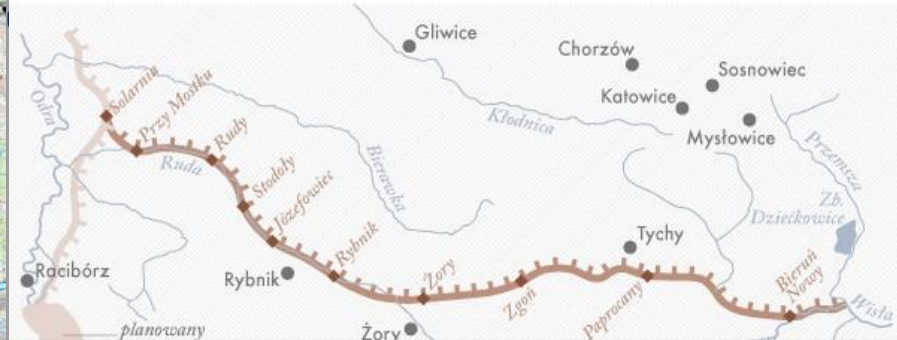 Gliwice
Chorzów
Sosnowiec
Katowice
Mysłowice
Kłodnica
Przemsza
Odra
Solarnia
Przy Mostku
Rudy
Ruda
Bierawka
Stodoły
Józefowiec
Rybnik
Rybnik
Racibórz
Żory
Żory
Zgoń
Paprocany
Tychy
Zb.
Dziećkowice
Bieruń
Nowy
Wisła
planowany